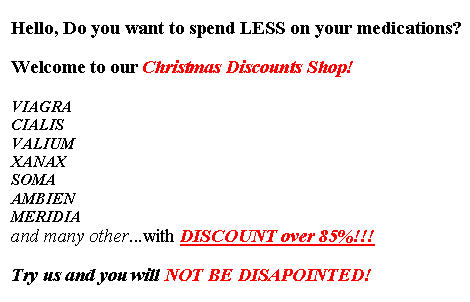 Hello, Do you want to spend LESS on your medications?
Welcome to our Christmas Discounts Shop!
VIAGRA
CIALIS
VALIUM
XANAX
SOMA
AMBIEN
MERIDIA
and many other...with DISCOUNT over 85%!!!
Try us and you will NOT BE DISAPOINTED!